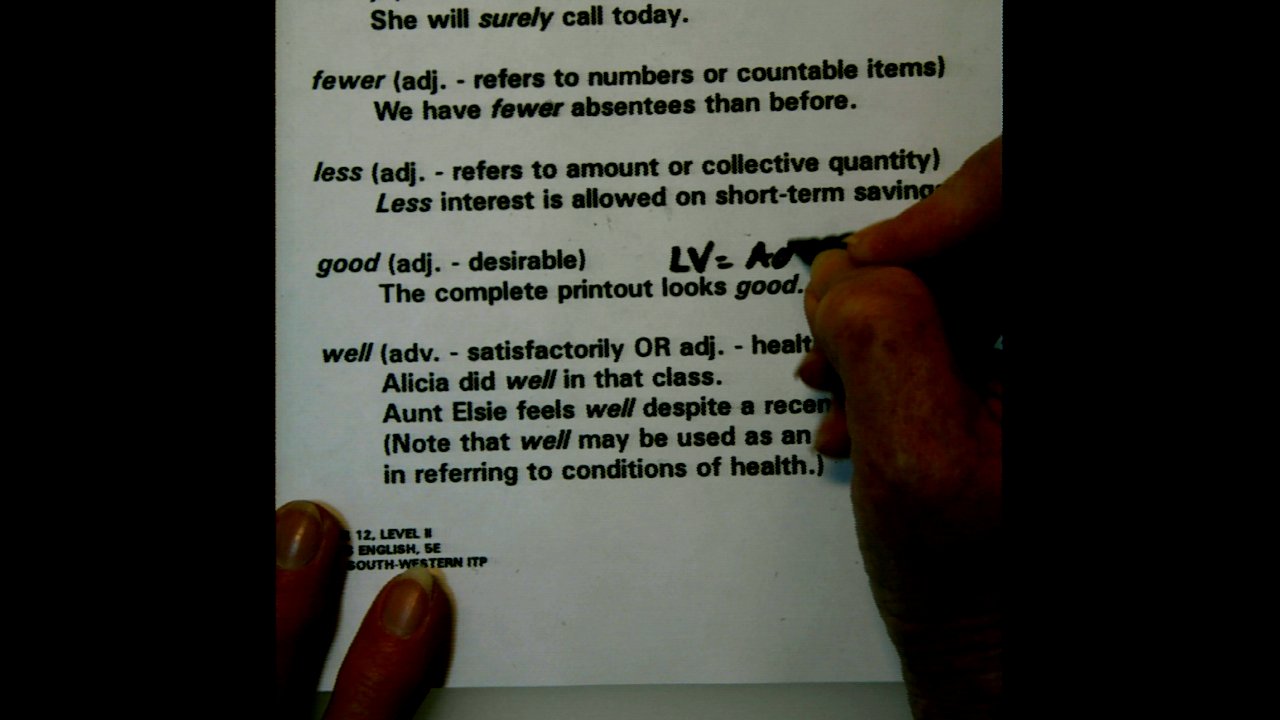 She will surely call today.
fewer (adj. - refers to numbers or countable items)
We have fewer absentees than before.
less (adj. - refers to amount or collective quantity)
Less interest is allowed on short-term
good (adj. - desirable) LV=
The complete printout looks good.
well (adv. - satisfactorily OR adj. -
Alicia did well in that class.
Aunt Elsie feels well despite a
(Note that well may be used as an
in referring to conditions of health.)
12, LEVEL II
ENGLISH, 5E
SOUTH-WESTERN ITP